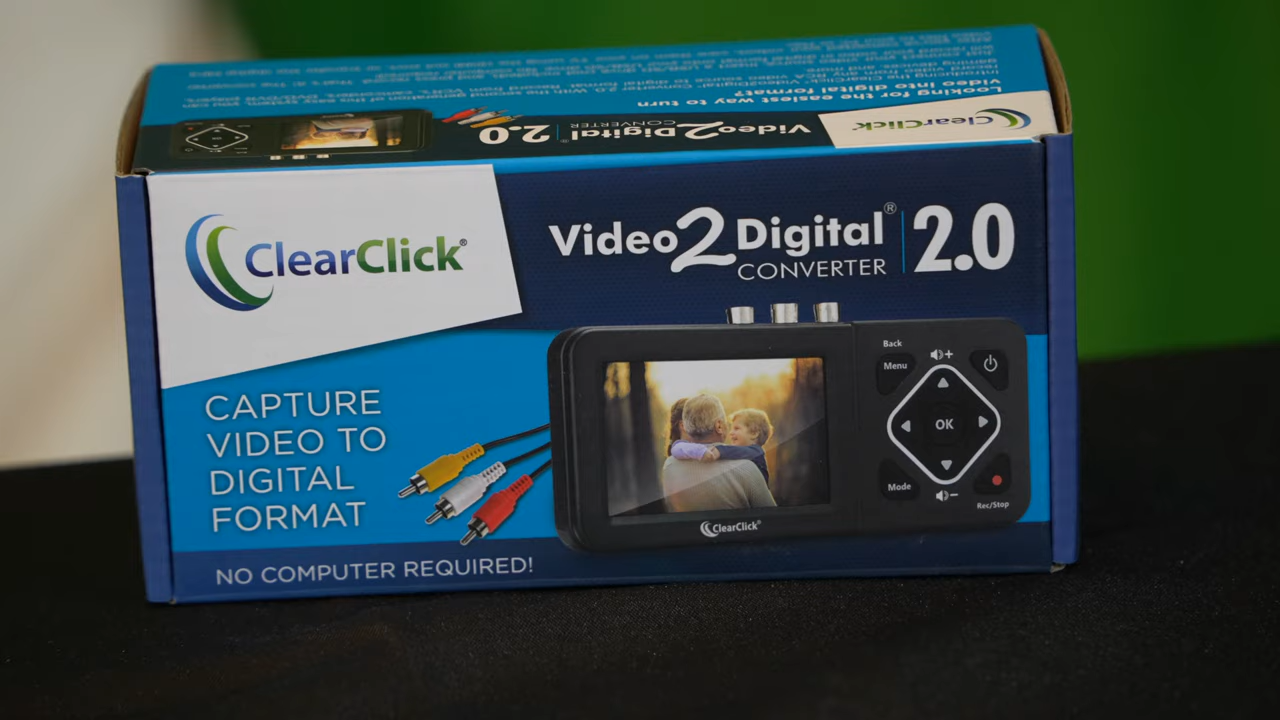 Looking for the easiest way to turn
video into digital format?
ClearClick
Video2Digital® 2.0
CONVERTER
ClearClick®
Video2Digital® 2.0
CONVERTER
CAPTURE
VIDEO TO
DIGITAL
FORMAT
NO COMPUTER REQUIRED!
Back
Menu
OK
Mode
Rec/Stop
ClearClick®